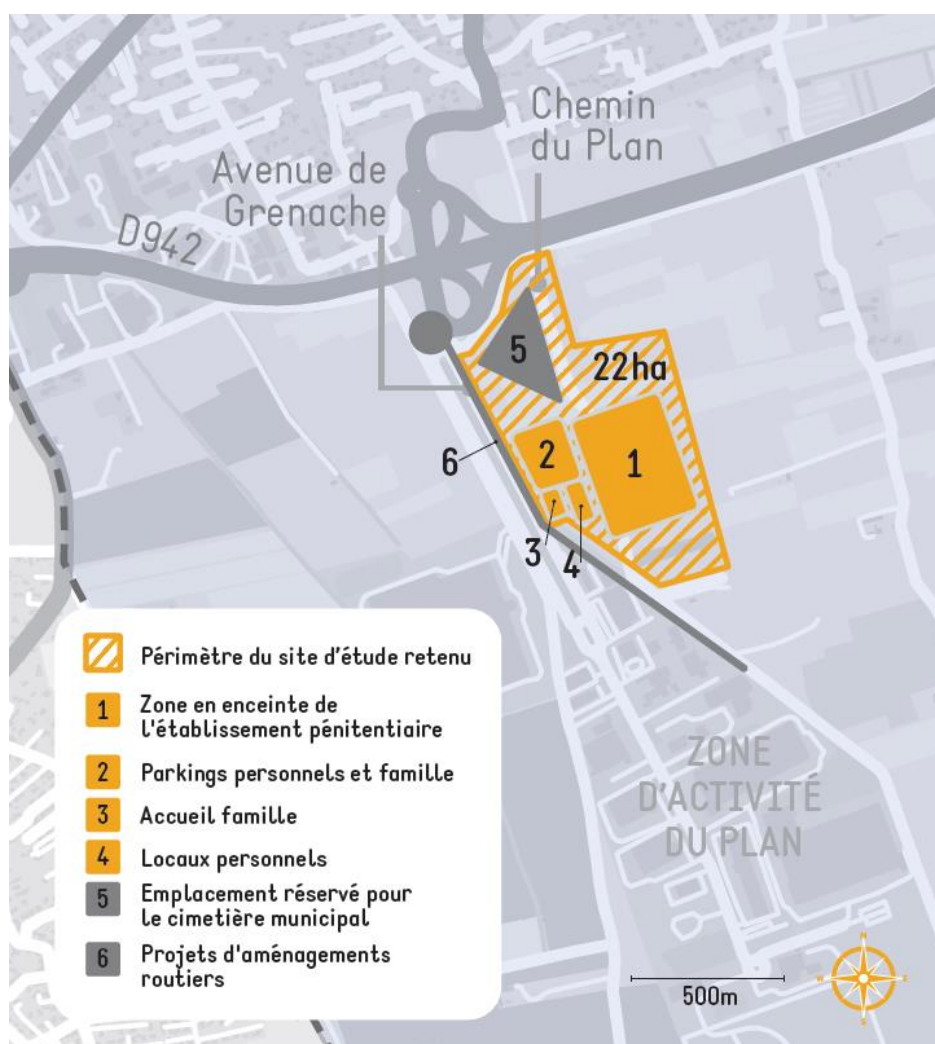 Chemin
du Plan
Avenue de
Grenache
D942
5
22ha
2
1
6
3
4
Périmètre du site d'étude retenu
1 Zone en enceinte de
l'établissement pénitentiaire
2 Parkings personnels et famille
3 Accueil famille
4 Locaux personnels
5 Emplacement réservé pour
le cimetière municipal
6 Projets d'aménagements
routiers
ZONE
D'ACTIVITÉ
DU PLAN
500m
N
W
E
S